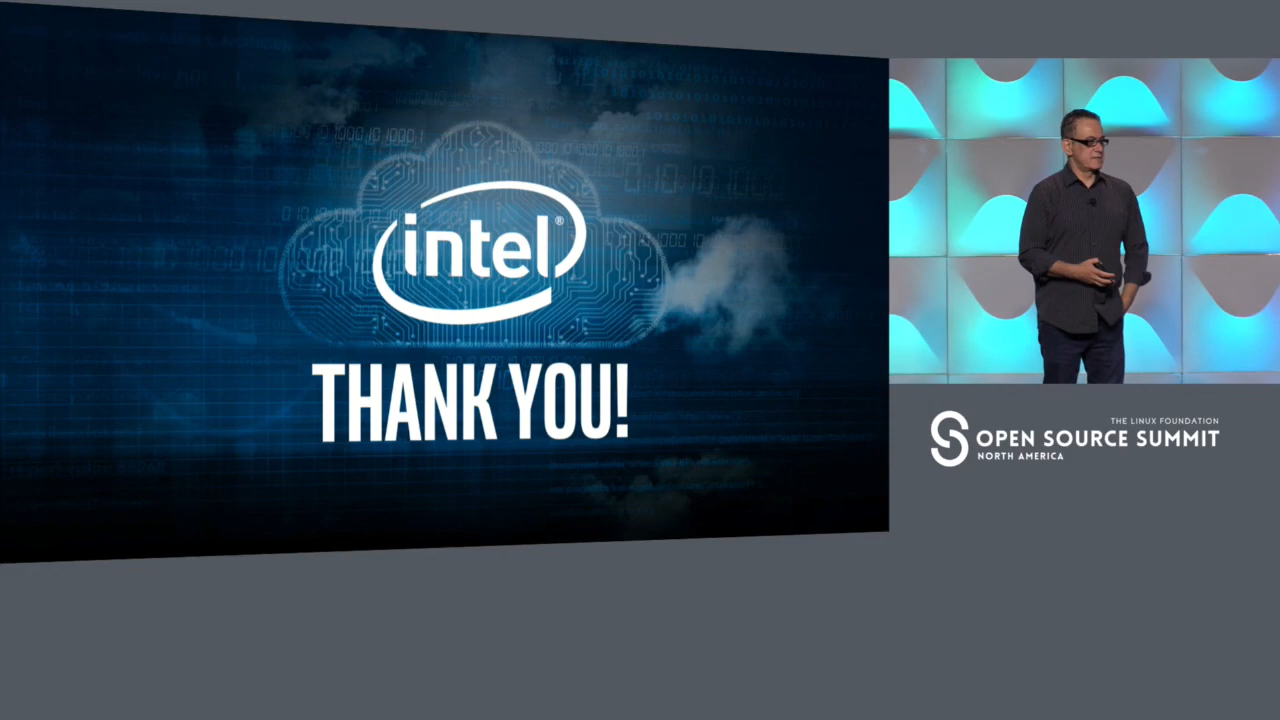 intel®
THANK YOU!
THE LINUX FOUNDATION
OPEN SOURCE SUMMIT
NORTH AMERICA